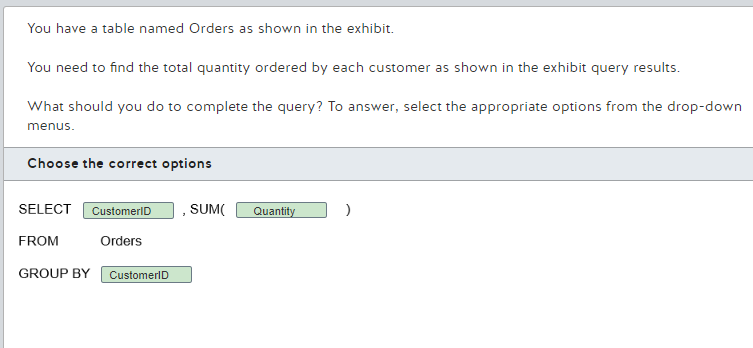 You have a table named Orders as shown in the exhibit.
You need to find the total quantity ordered by each customer as shown in the exhibit query results.
What should you do to complete the query? To answer, select the appropriate options from the drop-down
menus.
Choose the correct options
SELECT CustomerID , SUM( Quantity )
FROM Orders
GROUP BY CustomerID